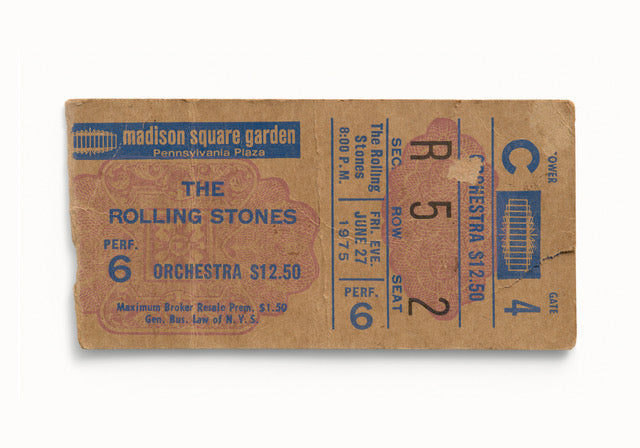 madison square garden
Pennsylvania Plaza
THE
ROLLING STONES
PERF.
6 ORCHESTRA $12.50
Maximum Broker Resale Prem. $1.50
Gen. Bus. Law of N.Y.S.
The Rolling
Stones
8:00 P.M.
FRI. EVE.
JUNE 27
1975
PERF.
6
SEC. ROW SEAT
R 5 2
ORCHESTRA $12.50
TOWER
C
GATE
4